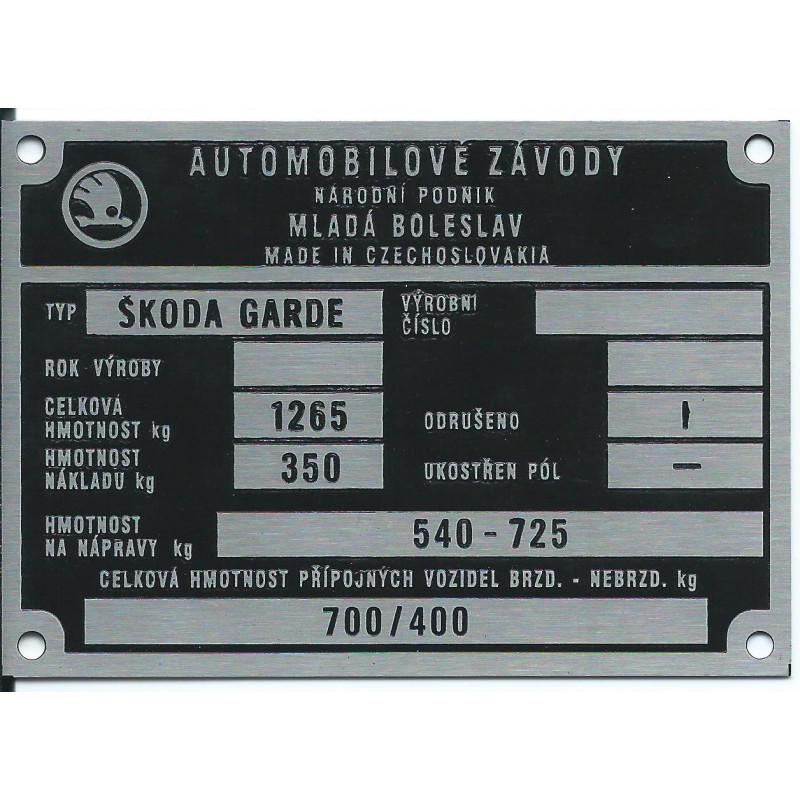 AUTOMOBILOVÉ ZÁVODY
NÁRODNÍ PODNIK
MLADÁ BOLESLAV
MADE IN CZECHOSLOVAKIA
TYP ŠKODA GARDE VÝROBNÍ ČÍSLO
ROK VÝROBY
CELKOVÁ HMOTNOST kg 1265 ODRUŠENO I
HMOTNOST NÁKLADU kg 350 UKOSTŘEN PÓL –
HMOTNOST NA NÁPRAVY kg 540 - 725
CELKOVÁ HMOTNOST PŘÍPOJNÝCH VOZIDEL BRZD. - NEBRZD. kg
700/400